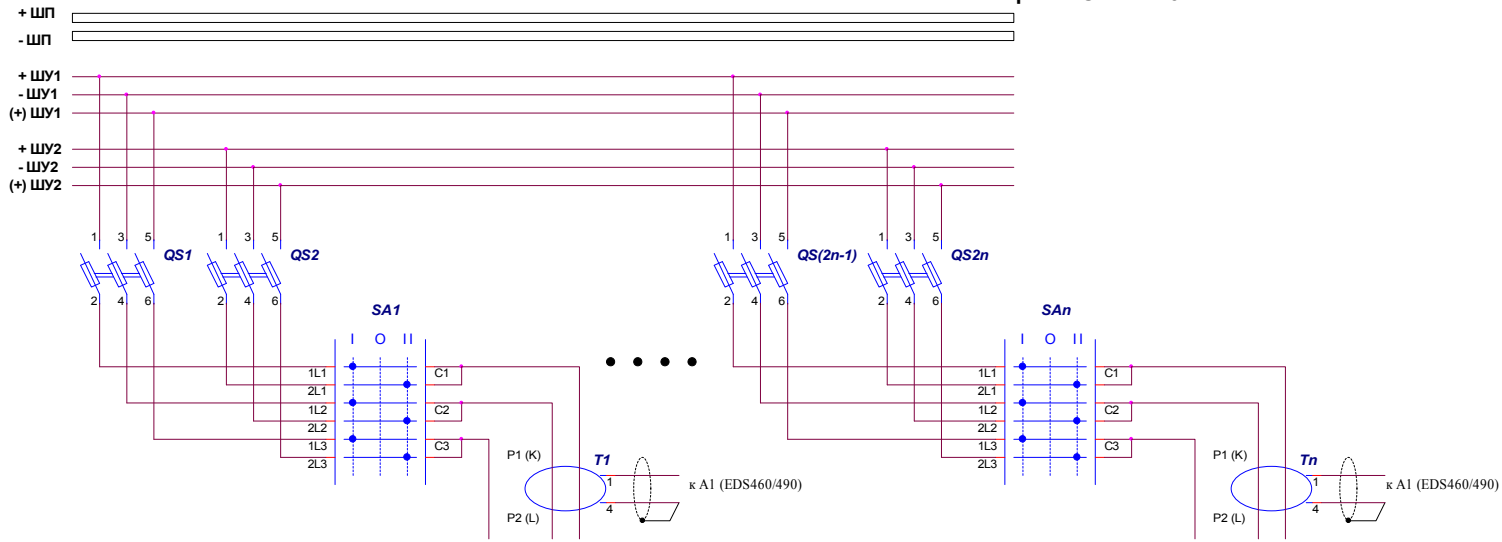 + ШП
- ШП
+ ШУ1
- ШУ1
(+) ШУ1
+ ШУ2
- ШУ2
(+) ШУ2
1 3 5 QS1
2 4 6
1 3 5 QS2
2 4 6
1 3 5 QS(2n-1)
2 4 6
1 3 5 QS2n
2 4 6
SA1
I O II
1L1 C1
2L1
1L2 C2
2L2
1L3 C3
2L3
P1 (K) T1
1
к А1 (EDS460/490)
4
P2 (L)
SAn
I O II
1L1 C1
2L1
1L2 C2
2L2
1L3 C3
2L3
P1 (K) Tn
1
к А1 (EDS460/490)
4
P2 (L)